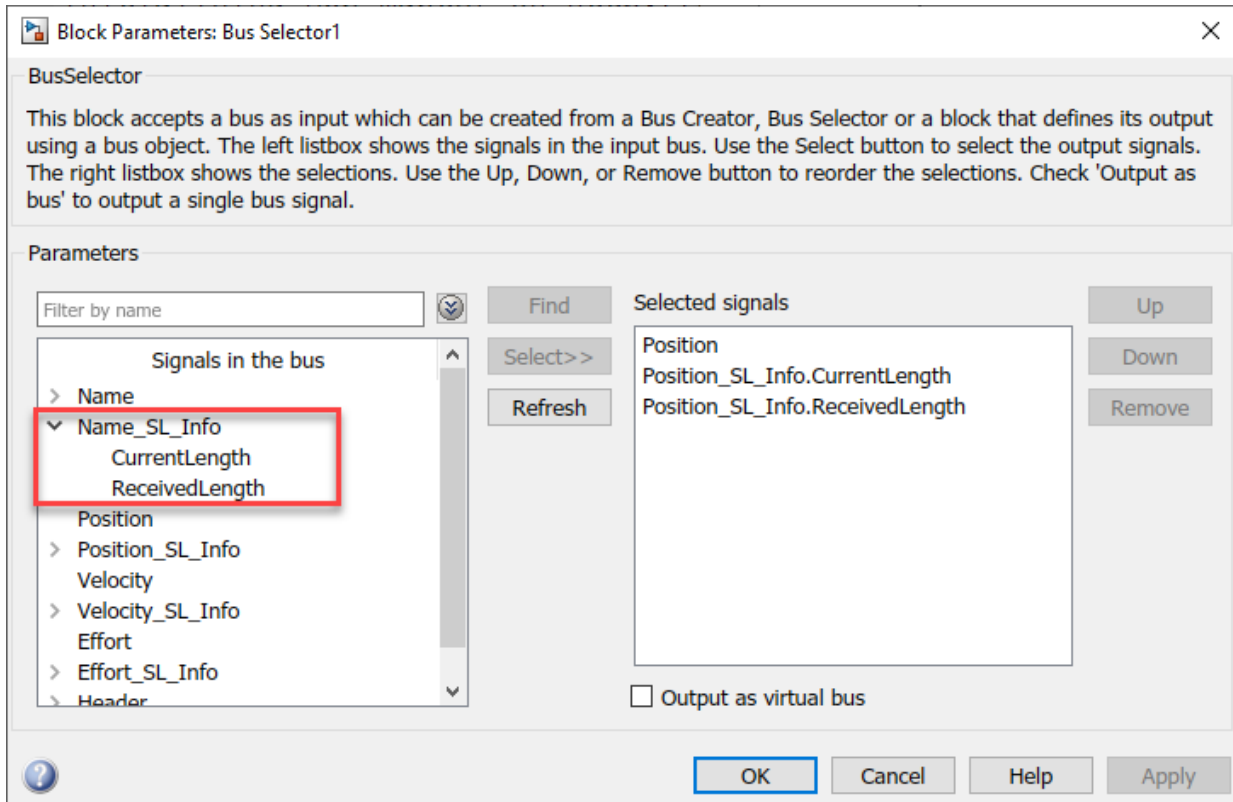 Block Parameters: Bus Selector1
BusSelector
This block accepts a bus as input which can be created from a Bus Creator, Bus Selector or a block that defines its output
using a bus object. The left listbox shows the signals in the input bus. Use the Select button to select the output signals.
The right listbox shows the selections. Use the Up, Down, or Remove button to reorder the selections. Check 'Output as
bus' to output a single bus signal.
Parameters
Filter by name
Find
Select>>
Refresh
Signals in the bus
Name
Name_SL_Info
CurrentLength
ReceivedLength
Position
Position_SL_Info
Velocity
Velocity_SL_Info
Effort
Effort_SL_Info
Header
Selected signals
Position
Position_SL_Info.CurrentLength
Position_SL_Info.ReceivedLength
Up
Down
Remove
Output as virtual bus
OK
Cancel
Help
Apply